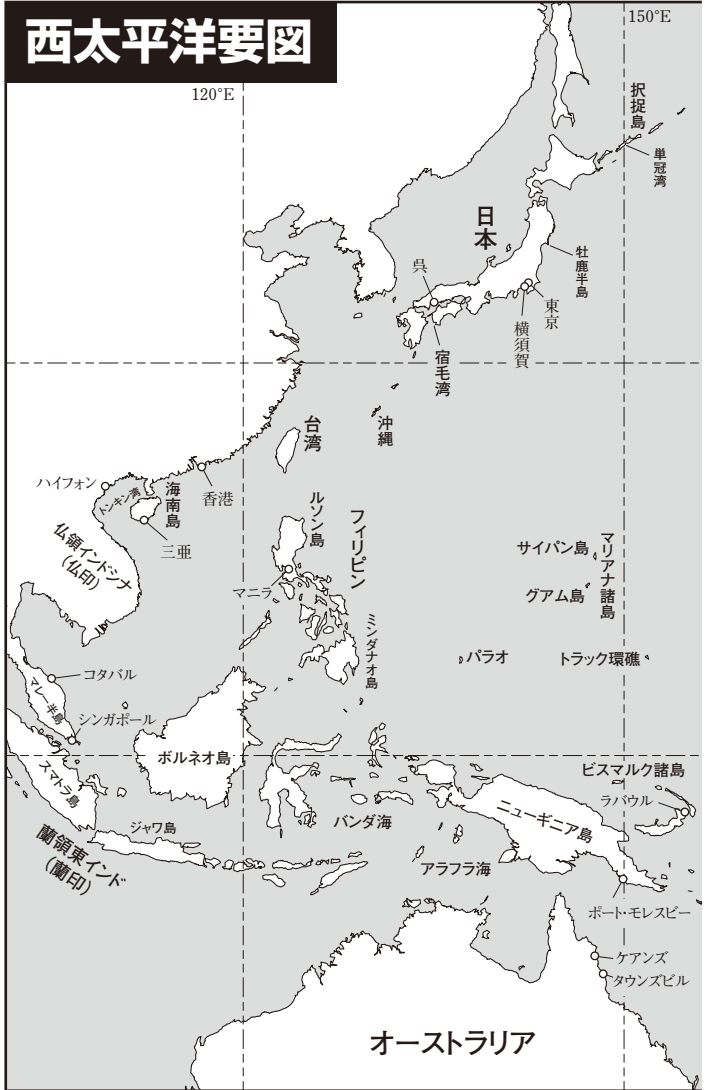 西太平洋要図
150°E
120°E
択捉島
単冠湾
日本
牡鹿半島
呉
東京
横須賀
宿毛湾
沖縄
台湾
ハイフォン
トンキン湾
海南島
香港
三亜
仏領インドシナ
(仏印)
ルソン島
フィリピン
マニラ
ミンダナオ島
サイパン島
マリアナ諸島
グアム島
パラオ
トラック環礁
コタバル
マレー半島
シンガポール
ボルネオ島
スマトラ島
ビスマルク諸島
ラバウル
ニューギニア島
バンダ海
ジャワ島
蘭領東インド
(蘭印)
アラフラ海
ポート・モレスビー
ケアンズ
タウンズビル
オーストラリア